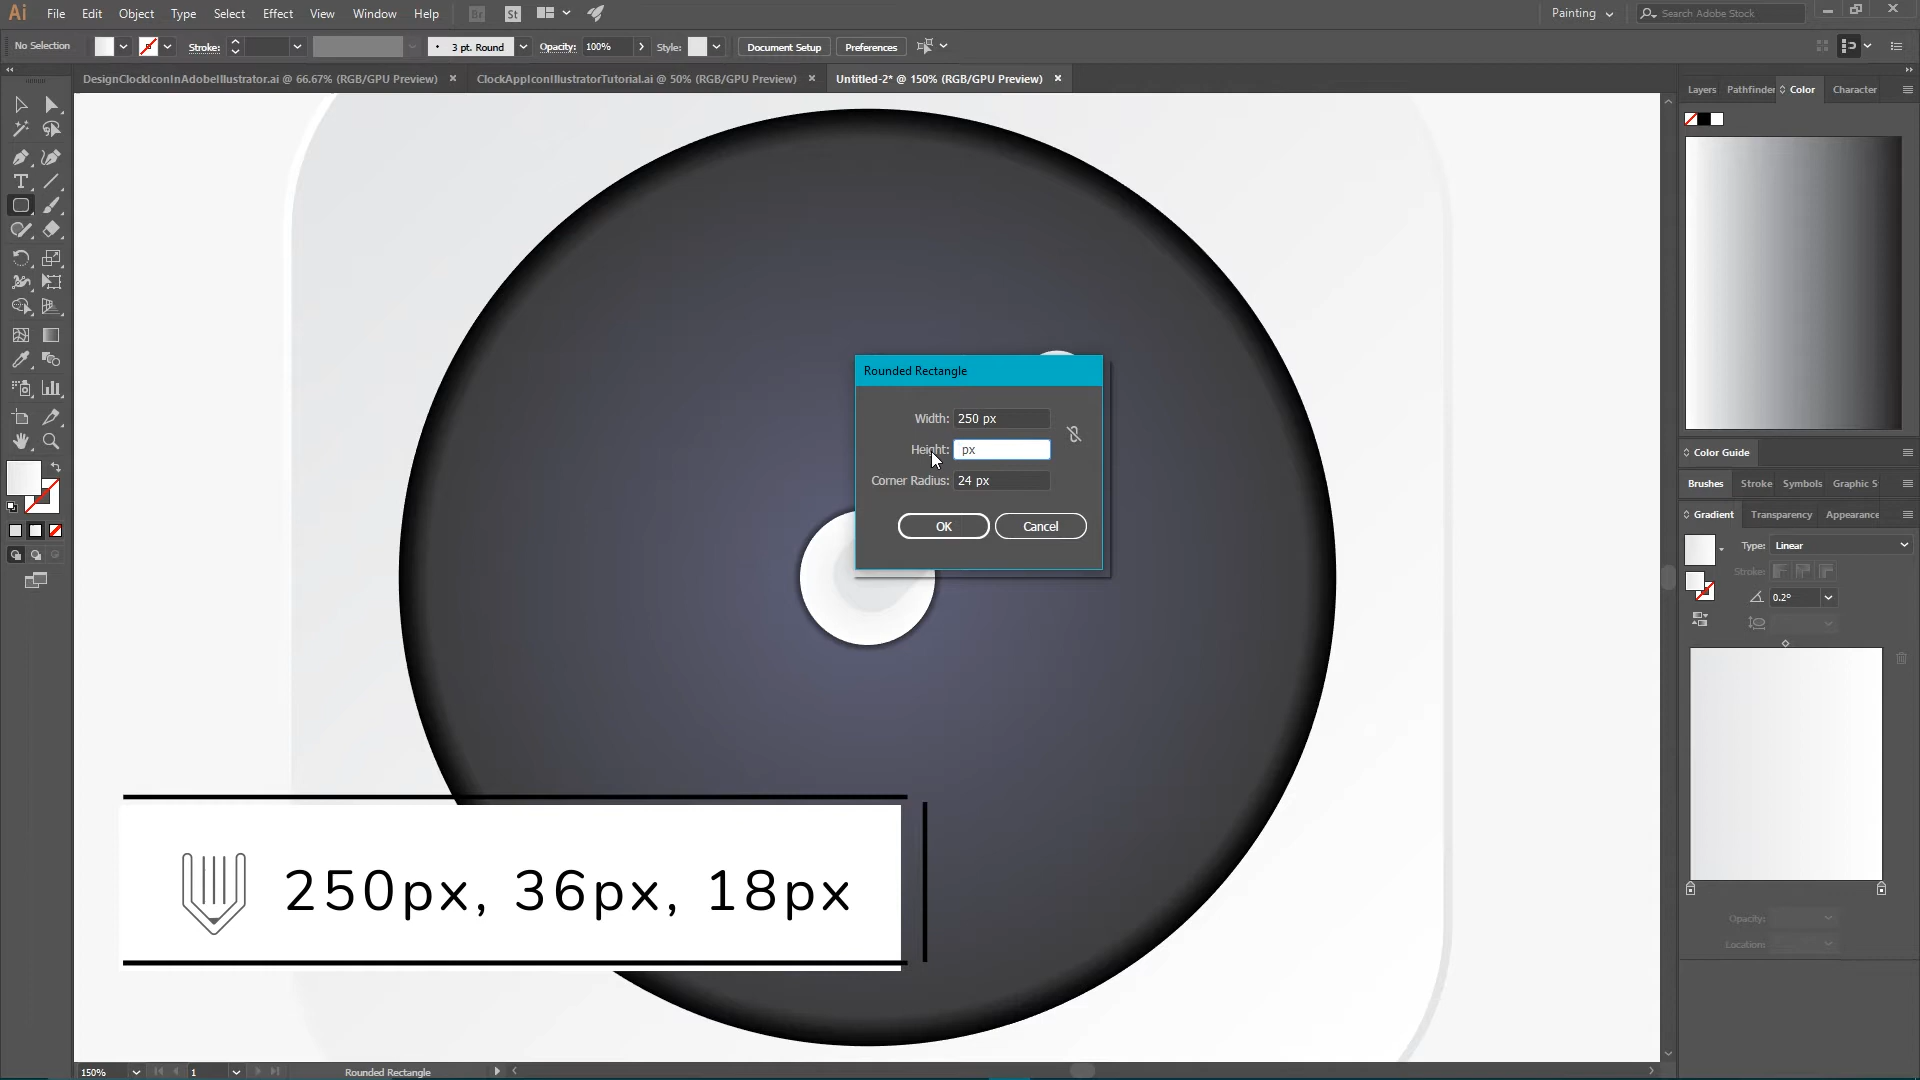 Ai File Edit Object Type Select Effect View Window Help Br St Painting Search Adobe Stock
No Selection Stroke: 3 pt. Round Opacity: 100% Style: Document Setup Preferences
DesignClockIconInAdobeIllustrator.ai @ 66.67% (RGB/GPU Preview) ClockAppIconIllustratorTutorial.ai @ 50% (RGB/GPU Preview) Untitled-2* @ 150% (RGB/GPU Preview)
Layers Pathfinder Color Character
Rounded Rectangle
Width: 250 px
Height: px
Corner Radius: 24 px
OK Cancel
Color Guide
Brushes Stroke Symbols Graphic S
Gradient Transparency Appearance
Type: Linear
Stroke:
0.2°
Opacity:
Location:
250px, 36px, 18px
150% 1 Rounded Rectangle